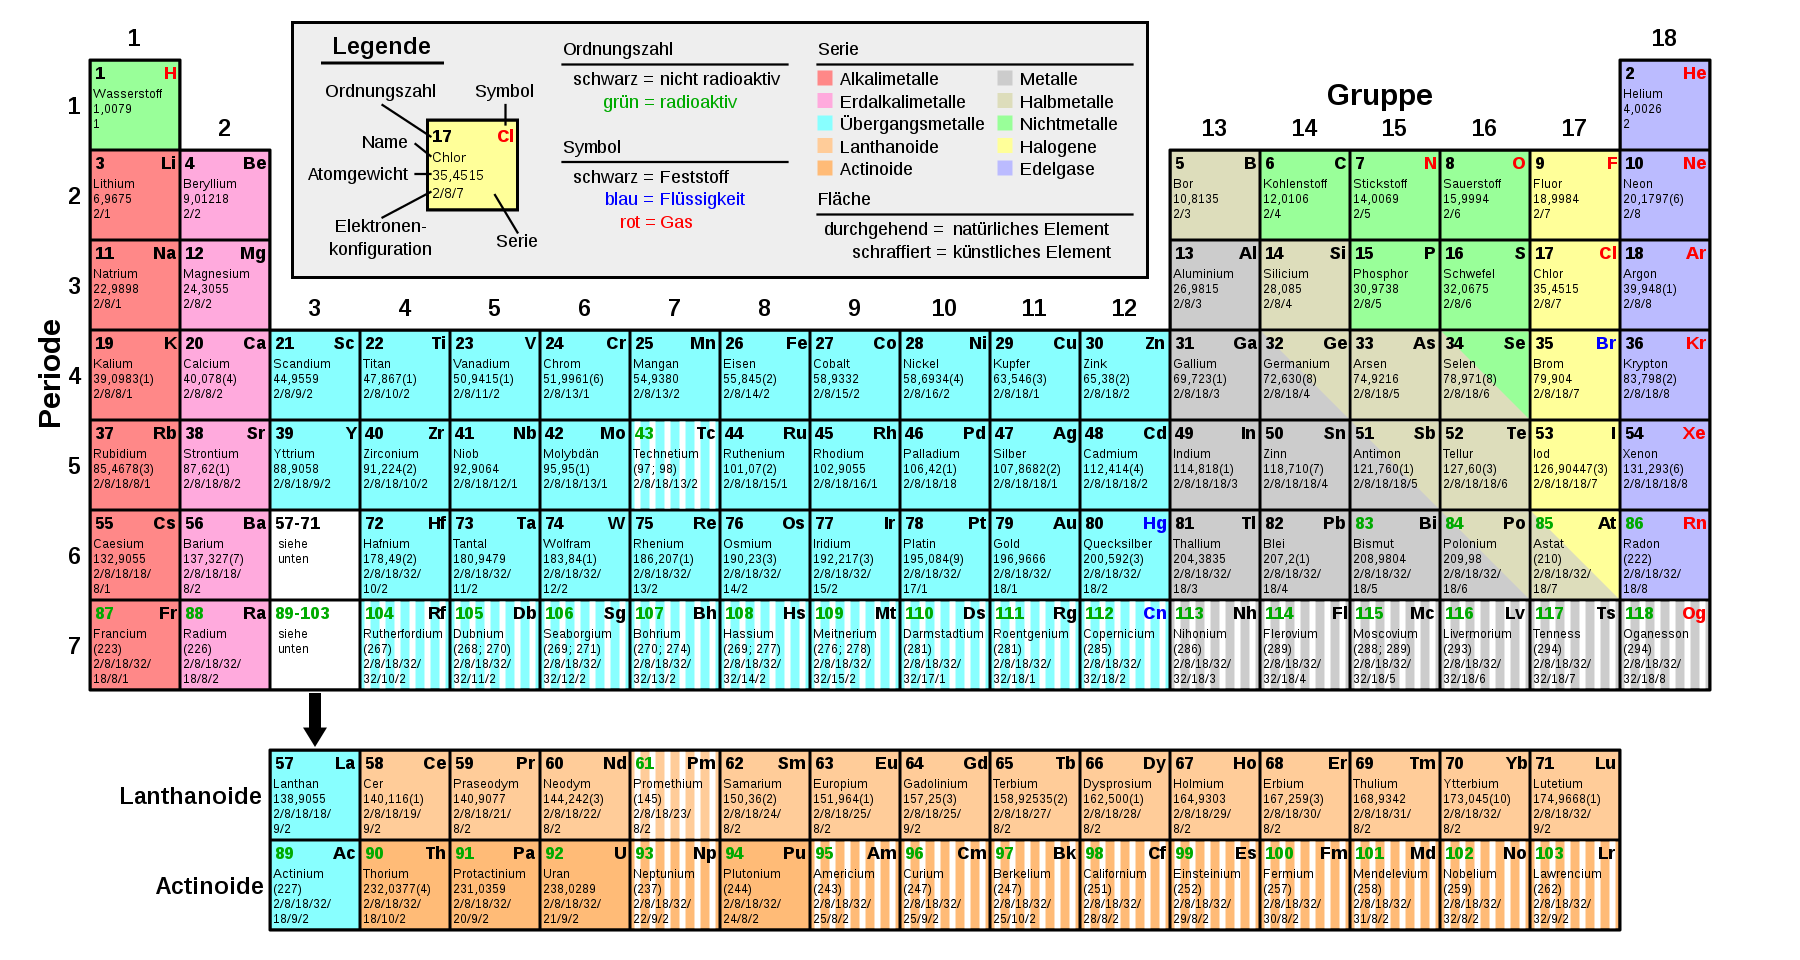 1
18
Legende
Ordnungszahl
Symbol
Name
Atomgewicht
Elektronen-
konfiguration
Serie
17 Cl
Chlor
35,4515
2/8/7
Ordnungszahl
schwarz = nicht radioaktiv
grün = radioaktiv
Symbol
schwarz = Feststoff
blau = Flüssigkeit
rot = Gas
Serie
Alkalimetalle
Erdalkalimetalle
Übergangsmetalle
Lanthanoide
Actinoide
Metalle
Halbmetalle
Nichtmetalle
Halogene
Edelgase
Fläche
durchgehend = natürliches Element
schraffiert = künstliches Element
Gruppe
2
13 14 15 16 17
3 4 5 6 7 8 9 10 11 12
Periode
1
1 H
Wasserstoff
1,0079
1
2 He
Helium
4,0026
2
2
3 Li
Lithium
6,9675
2/1
4 Be
Beryllium
9,01218
2/2
5 B
Bor
10,8135
2/3
6 C
Kohlenstoff
12,0106
2/4
7 N
Stickstoff
14,0069
2/5
8 O
Sauerstoff
15,9994
2/6
9 F
Fluor
18,9984
2/7
10 Ne
Neon
20,1797(6)
2/8
3
11 Na
Natrium
22,9898
2/8/1
12 Mg
Magnesium
24,3055
2/8/2
13 Al
Aluminium
26,9815
2/8/3
14 Si
Silicium
28,085
2/8/4
15 P
Phosphor
30,9738
2/8/5
16 S
Schwefel
32,0675
2/8/6
17 Cl
Chlor
35,4515
2/8/7
18 Ar
Argon
39,948(1)
2/8/8
4
19 K
Kalium
39,0983(1)
2/8/8/1
20 Ca
Calcium
40,078(4)
2/8/8/2
21 Sc
Scandium
44,9559
2/8/9/2
22 Ti
Titan
47,867(1)
2/8/10/2
23 V
Vanadium
50,9415(1)
2/8/11/2
24 Cr
Chrom
51,9961(6)
2/8/13/1
25 Mn
Mangan
54,9380
2/8/13/2
26 Fe
Eisen
55,845(2)
2/8/14/2
27 Co
Cobalt
58,9332
2/8/15/2
28 Ni
Nickel
58,6934(4)
2/8/16/2
29 Cu
Kupfer
63,546(3)
2/8/18/1
30 Zn
Zink
65,38(2)
2/8/18/2
31 Ga
Gallium
69,723(1)
2/8/18/3
32 Ge
Germanium
72,630(8)
2/8/18/4
33 As
Arsen
74,9216
2/8/18/5
34 Se
Selen
78,971(8)
2/8/18/6
35 Br
Brom
79,904
2/8/18/7
36 Kr
Krypton
83,798(2)
2/8/18/8
5
37 Rb
Rubidium
85,4678(3)
2/8/18/8/1
38 Sr
Strontium
87,62(1)
2/8/18/8/2
39 Y
Yttrium
88,9058
2/8/18/9/2
40 Zr
Zirconium
91,224(2)
2/8/18/10/2
41 Nb
Niob
92,9064
2/8/18/12/1
42 Mo
Molybdän
95,95(1)
2/8/18/13/1
43 Tc
Technetium
(97; 98)
2/8/18/13/2
44 Ru
Ruthenium
101,07(2)
2/8/18/15/1
45 Rh
Rhodium
102,9055
2/8/18/16/1
46 Pd
Palladium
106,42(1)
2/8/18/18
47 Ag
Silber
107,8682(2)
2/8/18/18/1
48 Cd
Cadmium
112,414(4)
2/8/18/18/2
49 In
Indium
114,818(1)
2/8/18/18/3
50 Sn
Zinn
118,710(7)
2/8/18/18/4
51 Sb
Antimon
121,760(1)
2/8/18/18/5
52 Te
Tellur
127,60(3)
2/8/18/18/6
53 I
Iod
126,90447(3)
2/8/18/18/7
54 Xe
Xenon
131,293(6)
2/8/18/18/8
6
55 Cs
Caesium
132,9055
2/8/18/18/
8/1
56 Ba
Barium
137,327(7)
2/8/18/18/
8/2
57-71
siehe
unten
72 Hf
Hafnium
178,49(2)
2/8/18/32/
10/2
73 Ta
Tantal
180,9479
2/8/18/32/
11/2
74 W
Wolfram
183,84(1)
2/8/18/32/
12/2
75 Re
Rhenium
186,207(1)
2/8/18/32/
13/2
76 Os
Osmium
190,23(3)
2/8/18/32/
14/2
77 Ir
Iridium
192,217(3)
2/8/18/32/
15/2
78 Pt
Platin
195,084(9)
2/8/18/32/
17/1
79 Au
Gold
196,9666
2/8/18/32/
18/1
80 Hg
Quecksilber
200,592(3)
2/8/18/32/
18/2
81 Tl
Thallium
204,3835
2/8/18/32/
18/3
82 Pb
Blei
207,2(1)
2/8/18/32/
18/4
83 Bi
Bismut
208,9804
2/8/18/32/
18/5
84 Po
Polonium
209,98
2/8/18/32/
18/6
85 At
Astat
(210)
2/8/18/32/
18/7
86 Rn
Radon
(222)
2/8/18/32/
18/8
7
87 Fr
Francium
(223)
2/8/18/32/
18/8/1
88 Ra
Radium
(226)
2/8/18/32/
18/8/2
89-103
siehe
unten
104 Rf
Rutherfordium
(267)
2/8/18/32/
32/10/2
105 Db
Dubnium
(268; 270)
2/8/18/32/
32/11/2
106 Sg
Seaborgium
(269; 271)
2/8/18/32/
32/12/2
107 Bh
Bohrium
(270; 274)
2/8/18/32/
32/13/2
108 Hs
Hassium
(269; 277)
2/8/18/32/
32/14/2
109 Mt
Meitnerium
(276; 278)
2/8/18/32/
32/15/2
110 Ds
Darmstadtium
(281)
2/8/18/32/
32/17/1
111 Rg
Roentgenium
(281)
2/8/18/32/
32/18/1
112 Cn
Copernicium
(285)
2/8/18/32/
32/18/2
113 Nh
Nihonium
(286)
2/8/18/32/
32/18/3
114 Fl
Flerovium
(289)
2/8/18/32/
32/18/4
115 Mc
Moscovium
(288; 289)
2/8/18/32/
32/18/5
116 Lv
Livermorium
(293)
2/8/18/32/
32/18/6
117 Ts
Tenness
(294)
2/8/18/32/
32/18/7
118 Og
Oganesson
(294)
2/8/18/32/
32/18/8
Lanthanoide
57 La
Lanthan
138,9055
2/8/18/18/
9/2
58 Ce
Cer
140,116(1)
2/8/18/19/
9/2
59 Pr
Praseodym
140,9077
2/8/18/21/
8/2
60 Nd
Neodym
144,242(3)
2/8/18/22/
8/2
61 Pm
Promethium
(145)
2/8/18/23/
8/2
62 Sm
Samarium
150,36(2)
2/8/18/24/
8/2
63 Eu
Europium
151,964(1)
2/8/18/25/
8/2
64 Gd
Gadolinium
157,25(3)
2/8/18/25/
9/2
65 Tb
Terbium
158,92535(2)
2/8/18/27/
8/2
66 Dy
Dysprosium
162,500(1)
2/8/18/28/
8/2
67 Ho
Holmium
164,9303
2/8/18/29/
8/2
68 Er
Erbium
167,259(3)
2/8/18/30/
8/2
69 Tm
Thulium
168,9342
2/8/18/31/
8/2
70 Yb
Ytterbium
173,045(10)
2/8/18/32/
8/2
71 Lu
Lutetium
174,9668(1)
2/8/18/32/
9/2
Actinoide
89 Ac
Actinium
(227)
2/8/18/32/
18/9/2
90 Th
Thorium
232,0377(4)
2/8/18/32/
18/10/2
91 Pa
Protactinium
231,0359
2/8/18/32/
20/9/2
92 U
Uran
238,0289
2/8/18/32/
21/9/2
93 Np
Neptunium
(237)
2/8/18/32/
22/9/2
94 Pu
Plutonium
(244)
2/8/18/32/
24/8/2
95 Am
Americium
(243)
2/8/18/32/
25/8/2
96 Cm
Curium
(247)
2/8/18/32/
25/9/2
97 Bk
Berkelium
(247)
2/8/18/32/
25/10/2
98 Cf
Californium
(251)
2/8/18/32/
28/8/2
99 Es
Einsteinium
(252)
2/8/18/32/
29/8/2
100 Fm
Fermium
(257)
2/8/18/32/
30/8/2
101 Md
Mendelevium
(258)
2/8/18/32/
31/8/2
102 No
Nobelium
(259)
2/8/18/32/
32/8/2
103 Lr
Lawrencium
(262)
2/8/18/32/
32/9/2